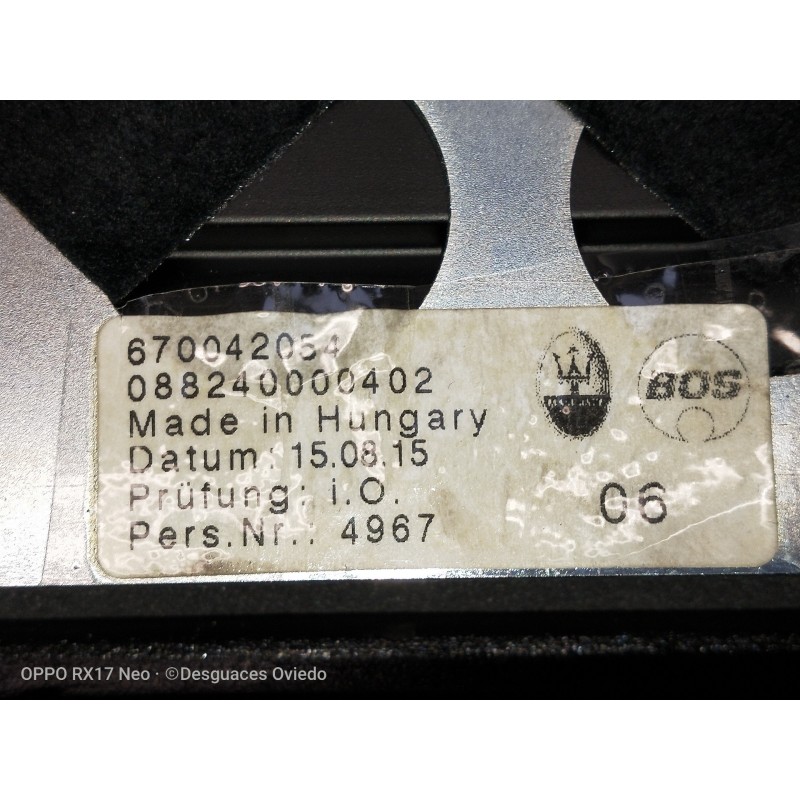 670042054
088240000402
Made in Hungary
Datum: 15.08.15
Prüfung: i.O.
Pers.Nr.: 4967
BOS
06
OPPO RX17 Neo · ©Desguaces Oviedo